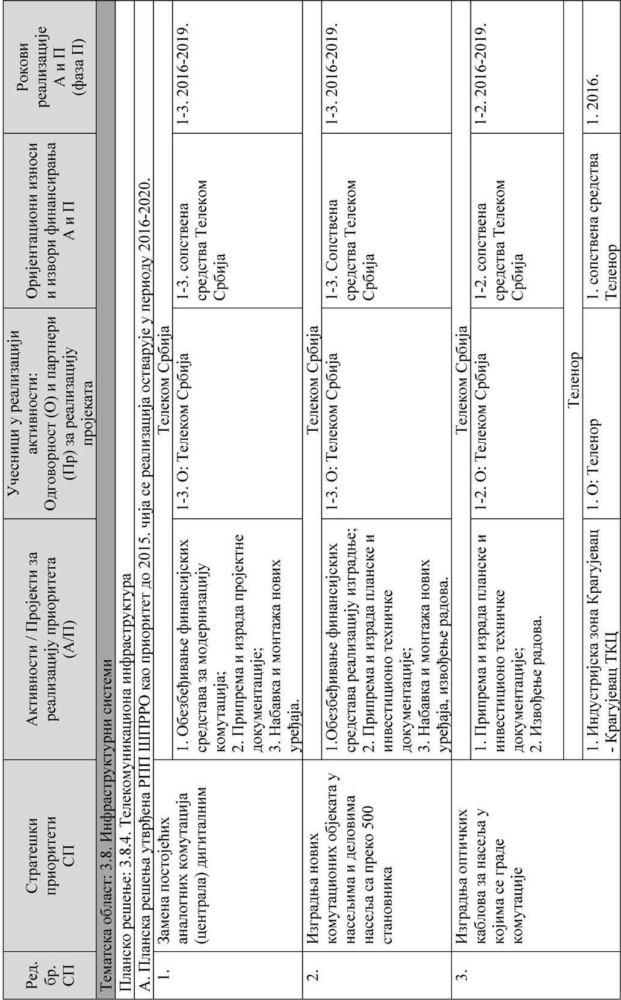 Ред.
бр.
СП
Стратешки
приоритети
СП
Активности / Пројекти за
реализацију приоритета
(А/П)
Учесници у реализацији
активности:
Одговорност (О) и партнери
(Пр) за реализацију
пројеката
Оријентациони износи
и извори финансирања
А и П
Рокови
реализације
А и П
(фаза П)
Тематска област: 3.8. Инфраструктурни системи
Планско решење: 3.8.4. Телекомуникациона инфраструктура
А. Планска решења утврђена РПП ШПРРО као приоритет до 2015. чија се реализација остварује у периоду 2016-2020.
1.
Замена постојећих
аналогних комутација
(централа) дигиталним
Телеком Србија
1. Обезбеђивање финансијских
средстава за модернизацију
комутација;
2. Припрема и израда пројектне
документације;
3. Набавка и монтажа нових
уређаја.
1-3. О: Телеком Србија
1-3. сопствена
средства Телеком
Србија
1-3. 2016-2019.
2.
Изградња нових
комутационих објеката у
насељима и деловима
насеља са преко 500
становника
Телеком Србија
1.Обезбеђивање финансијских
средстава реализацију изградње;
2. Припрема и израда планске и
инвестиционо техничке
документације;
3. Набавка и монтажа нових
уређаја, извођење радова.
1-3. О: Телеком Србија
1-3. Сопствена
средства Телеком
Србија
1-3. 2016-2019.
3.
Изградња оптичких
каблова за насеља у
којима се граде
комутације
Телеком Србија
1. Припрема и израда планске и
инвестиционо техничке
документације;
2. Извођење радова.
1-2. О: Телеком Србија
1-2. сопствена
средства Телеком
Србија
1-2. 2016-2019.
Теленор
1. Индустријска зона Крагујевац
- Крагујевац ТКЦ
1. О: Теленор
1. сопствена средства
Теленор
1. 2016.